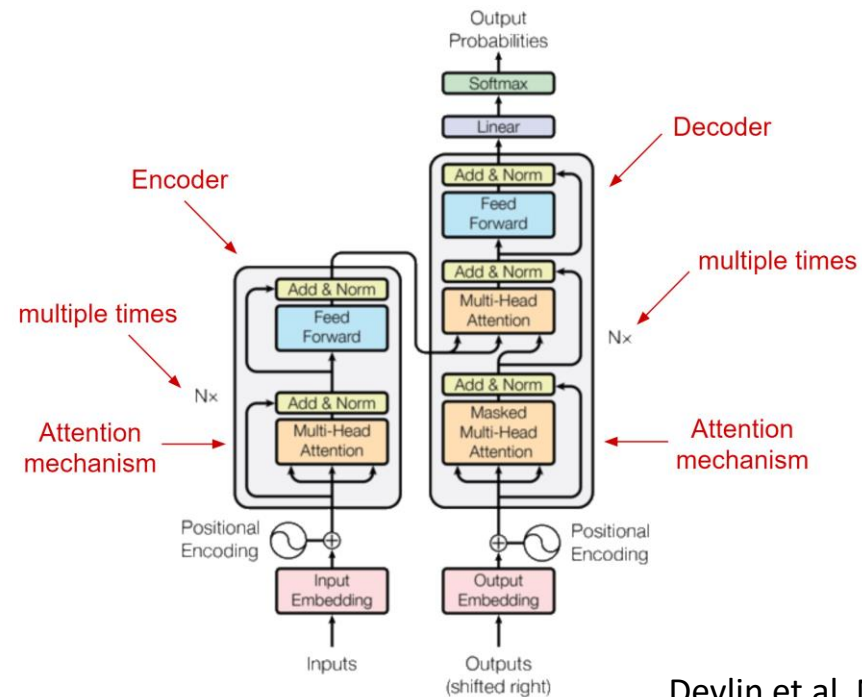 Output
Probabilities
Softmax
Linear
Decoder
Add & Norm
Feed
Forward
Encoder
Add & Norm
multiple times
Multi-Head
Attention
Add & Norm
multiple times
Feed
Forward
Nx
Add & Norm
Nx
Add & Norm
Masked
Multi-Head
Attention
Attention
mechanism
Multi-Head
Attention
Attention
mechanism
Positional
Encoding
Positional
Encoding
Input
Embedding
Output
Embedding
Inputs
Outputs
(shifted right)
Devlin et al.